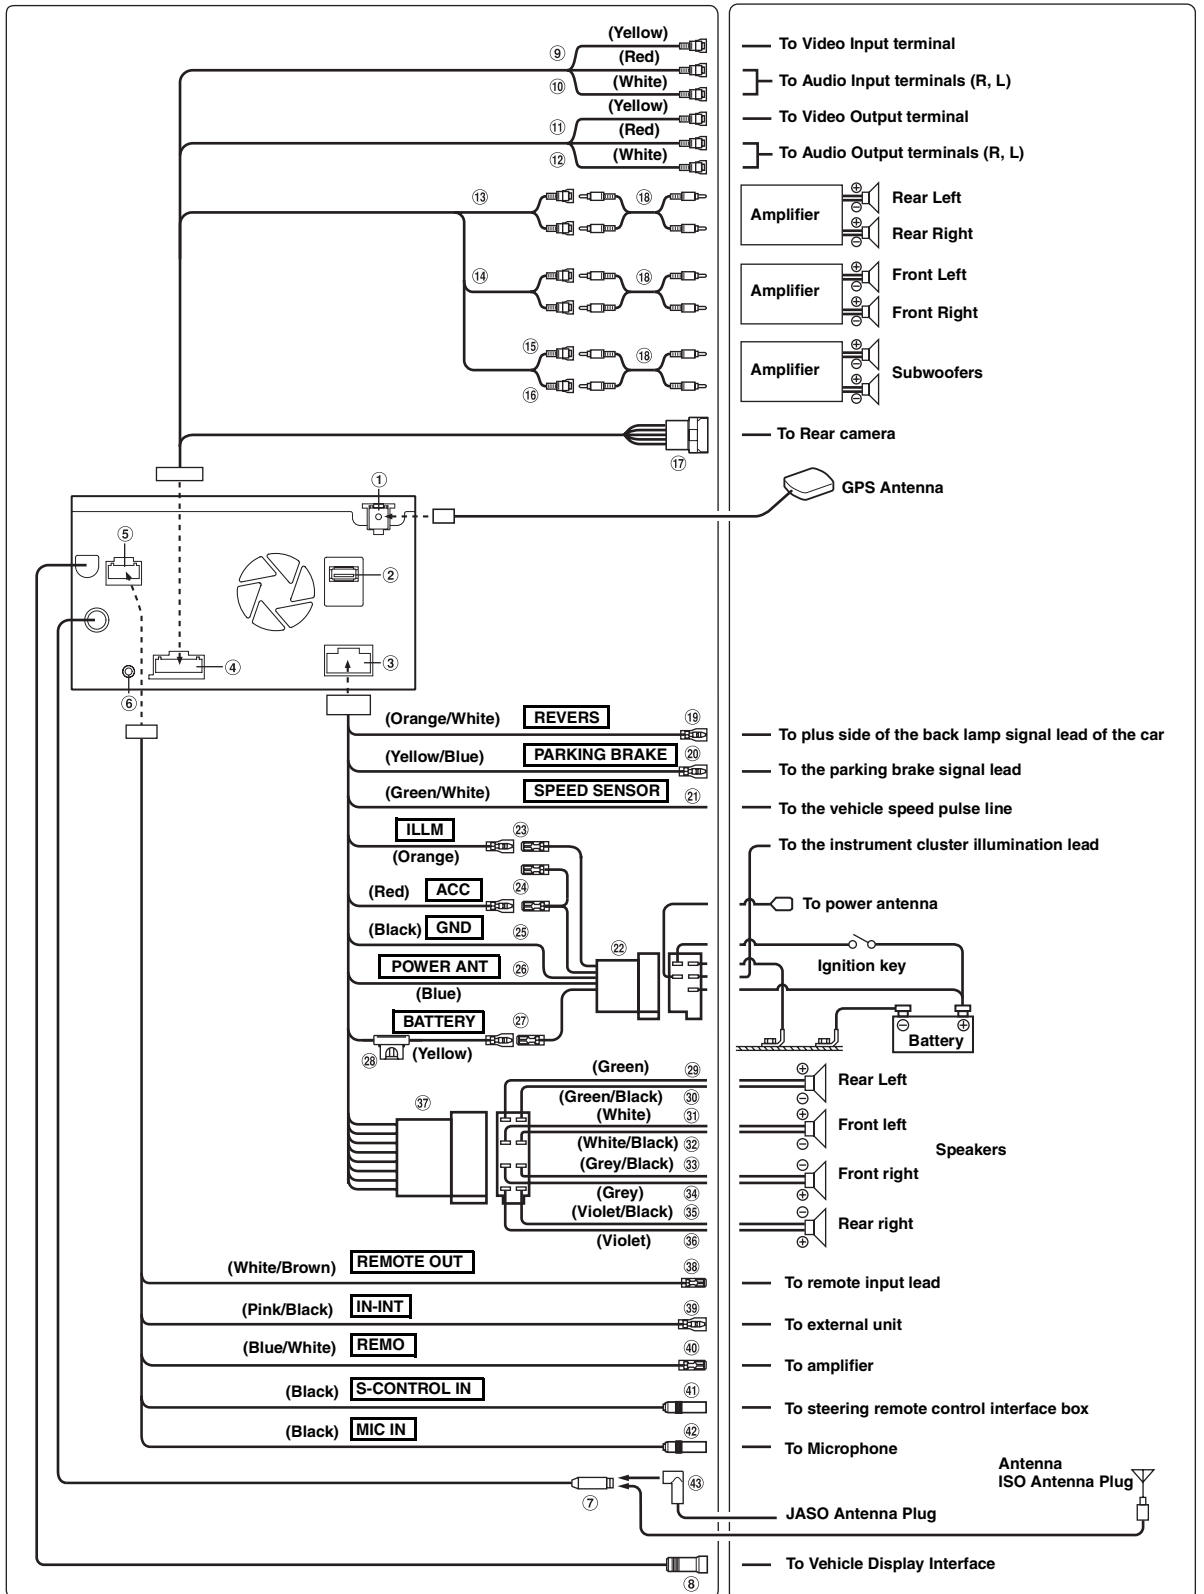 (Yellow)
⑨ To Video Input terminal
(Red)
To Audio Input terminals (R, L)
⑩ (White)
(Yellow)
To Video Output terminal
⑪ (Red)
To Audio Output terminals (R, L)
⑫ (White)
⑬ ⑱ Amplifier ⊕ ⊖ Rear Left
⊕ ⊖ Rear Right
⑭ ⑱ Amplifier ⊕ ⊖ Front Left
⊕ ⊖ Front Right
⑮ ⑱ Amplifier ⊕ ⊖ Subwoofers
⑯ ⊕ ⊖
To Rear camera
⑰
① GPS Antenna
⑤
②
④ ③
⑥
(Orange/White) REVERS ⑲ To plus side of the back lamp signal lead of the car
(Yellow/Blue) PARKING BRAKE ⑳ To the parking brake signal lead
(Green/White) SPEED SENSOR ㉑ To the vehicle speed pulse line
ILLM ㉓ To the instrument cluster illumination lead
(Orange)
(Red) ACC ㉔ To power antenna
(Black) GND ㉕ ㉒
Ignition key
POWER ANT ㉖
(Blue)
BATTERY ㉗ ⊖ ⊕
㉘ (Yellow) Battery
(Green) ㉙ ⊕ Rear Left
(Green/Black) ㉚ ⊖
㊲ (White) ㉛ ⊕ Front left
(White/Black) ㉜ ⊖ Speakers
(Grey/Black) ㉝ ⊖ Front right
(Grey) ㉞ ⊕
(Violet/Black) ㉟ ⊖ Rear right
(Violet) ㊱ ⊕
(White/Brown) REMOTE OUT ㊳ To remote input lead
(Pink/Black) IN-INT ㊴ To external unit
(Blue/White) REMO ㊵ To amplifier
(Black) S-CONTROL IN ㊶ To steering remote control interface box
(Black) MIC IN ㊷ To Microphone
Antenna
ISO Antenna Plug
⑦ ㊸
JASO Antenna Plug
To Vehicle Display Interface
⑧